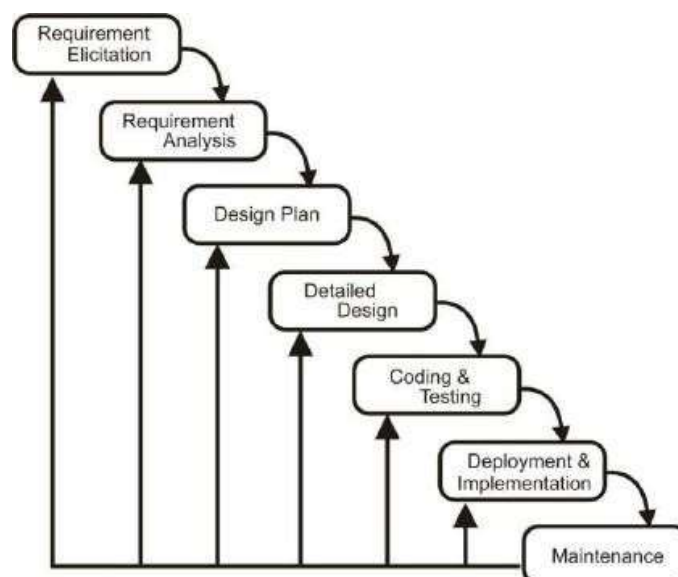 Requirement
Elicitation
Requirement
Analysis
Design Plan
Detailed
Design
Coding &
Testing
Deployment &
Implementation
Maintenance